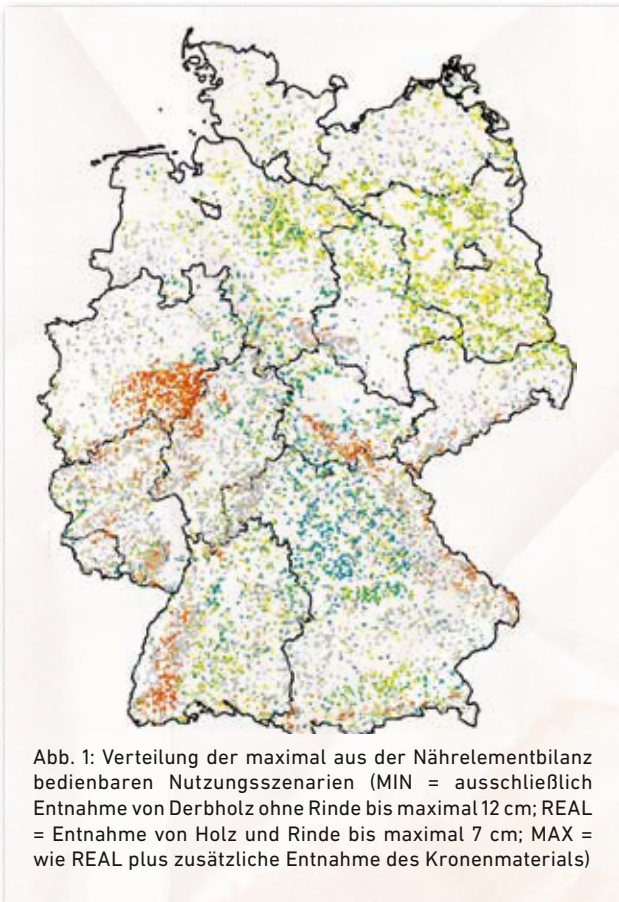 Abb. 1: Verteilung der maximal aus der Nährelementbilanz
bedienbaren Nutzungsszenarien (MIN = ausschließlich
Entnahme von Derbholz ohne Rinde bis maximal 12 cm; REAL
= Entnahme von Holz und Rinde bis maximal 7 cm; MAX =
wie REAL plus zusätzliche Entnahme des Kronenmaterials)